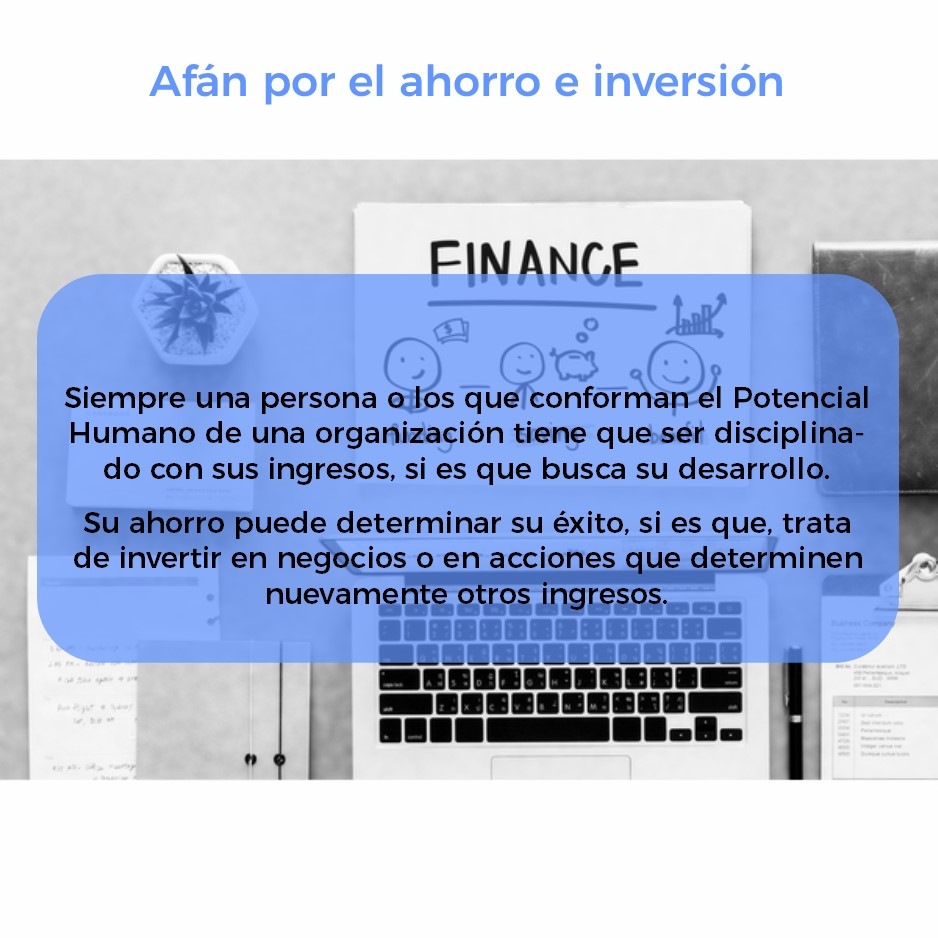 Afán por el ahorro e inversión
FINANCE
Siempre una persona o los que conforman el Potencial
Humano de una organización tiene que ser disciplina-
do con sus ingresos, si es que busca su desarrollo.
Su ahorro puede determinar su éxito, si es que, trata
de invertir en negocios o en acciones que determinen
nuevamente otros ingresos.